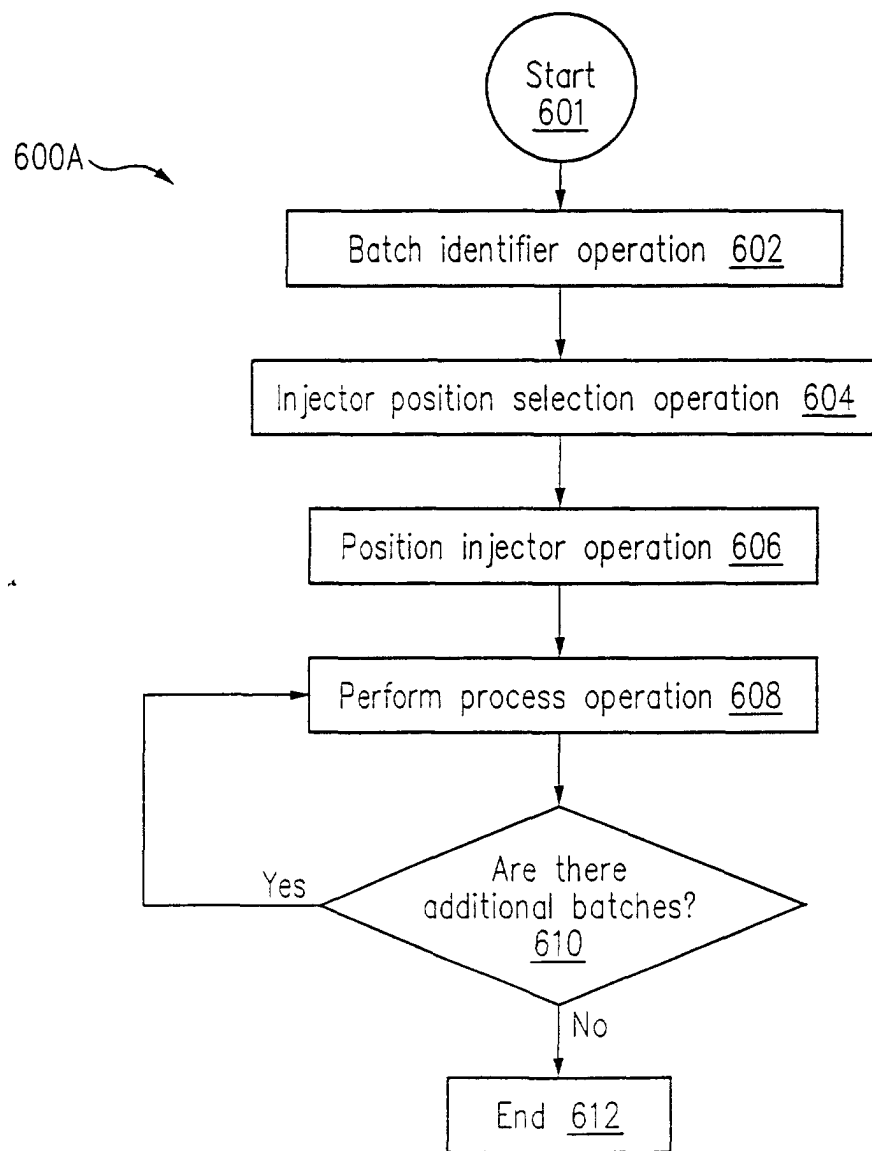 Start
601
600A
Batch identifier operation 602
Injector position selection operation 604
Position injector operation 606
Perform process operation 608
Are there
additional batches?
610
Yes
No
End 612